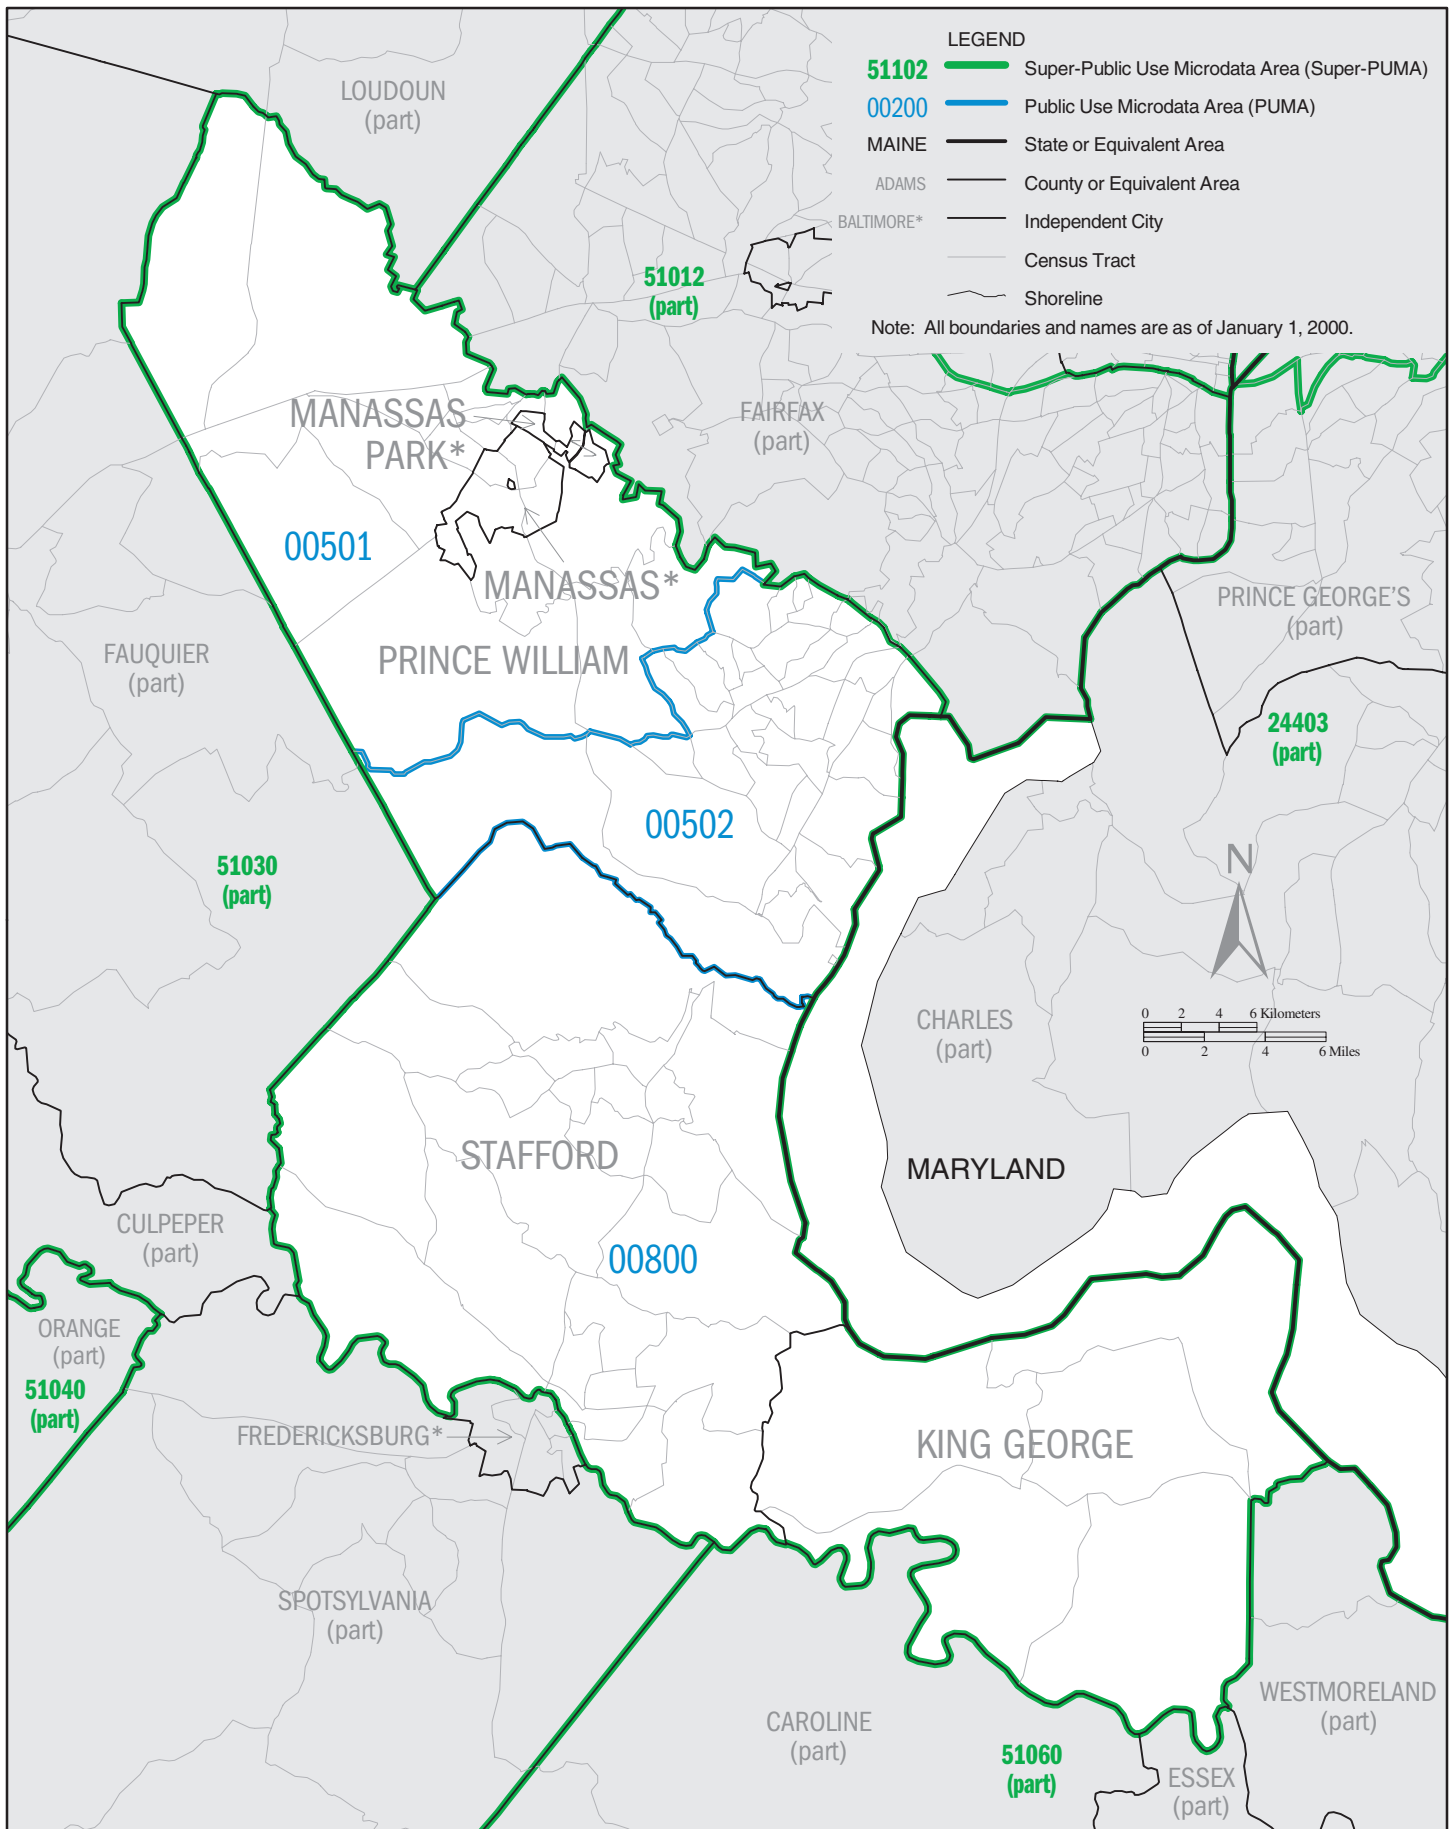 LEGEND
51102 Super-Public Use Microdata Area (Super-PUMA)
00200 Public Use Microdata Area (PUMA)
MAINE State or Equivalent Area
ADAMS County or Equivalent Area
BALTIMORE* Independent City
Census Tract
Shoreline
Note: All boundaries and names are as of January 1, 2000.
LOUDOUN
(part)
51012
(part)
FAIRFAX
(part)
MANASSAS
PARK*
00501
MANASSAS*
PRINCE WILLIAM
FAUQUIER
(part)
PRINCE GEORGE'S
(part)
24403
(part)
00502
51030
(part)
N
0 2 4 6 Kilometers
0 2 4 6 Miles
CHARLES
(part)
STAFFORD
MARYLAND
CULPEPER
(part)
00800
ORANGE
(part)
51040
(part)
FREDERICKSBURG*
KING GEORGE
SPOTSYLVANIA
(part)
WESTMORELAND
(part)
CAROLINE
(part)
51060
(part)
ESSEX
(part)